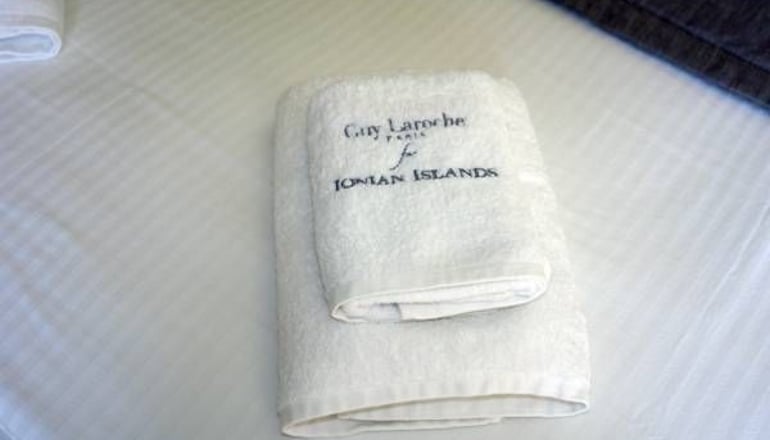 Guy Laroche
PARIS
for
IONIAN ISLANDS